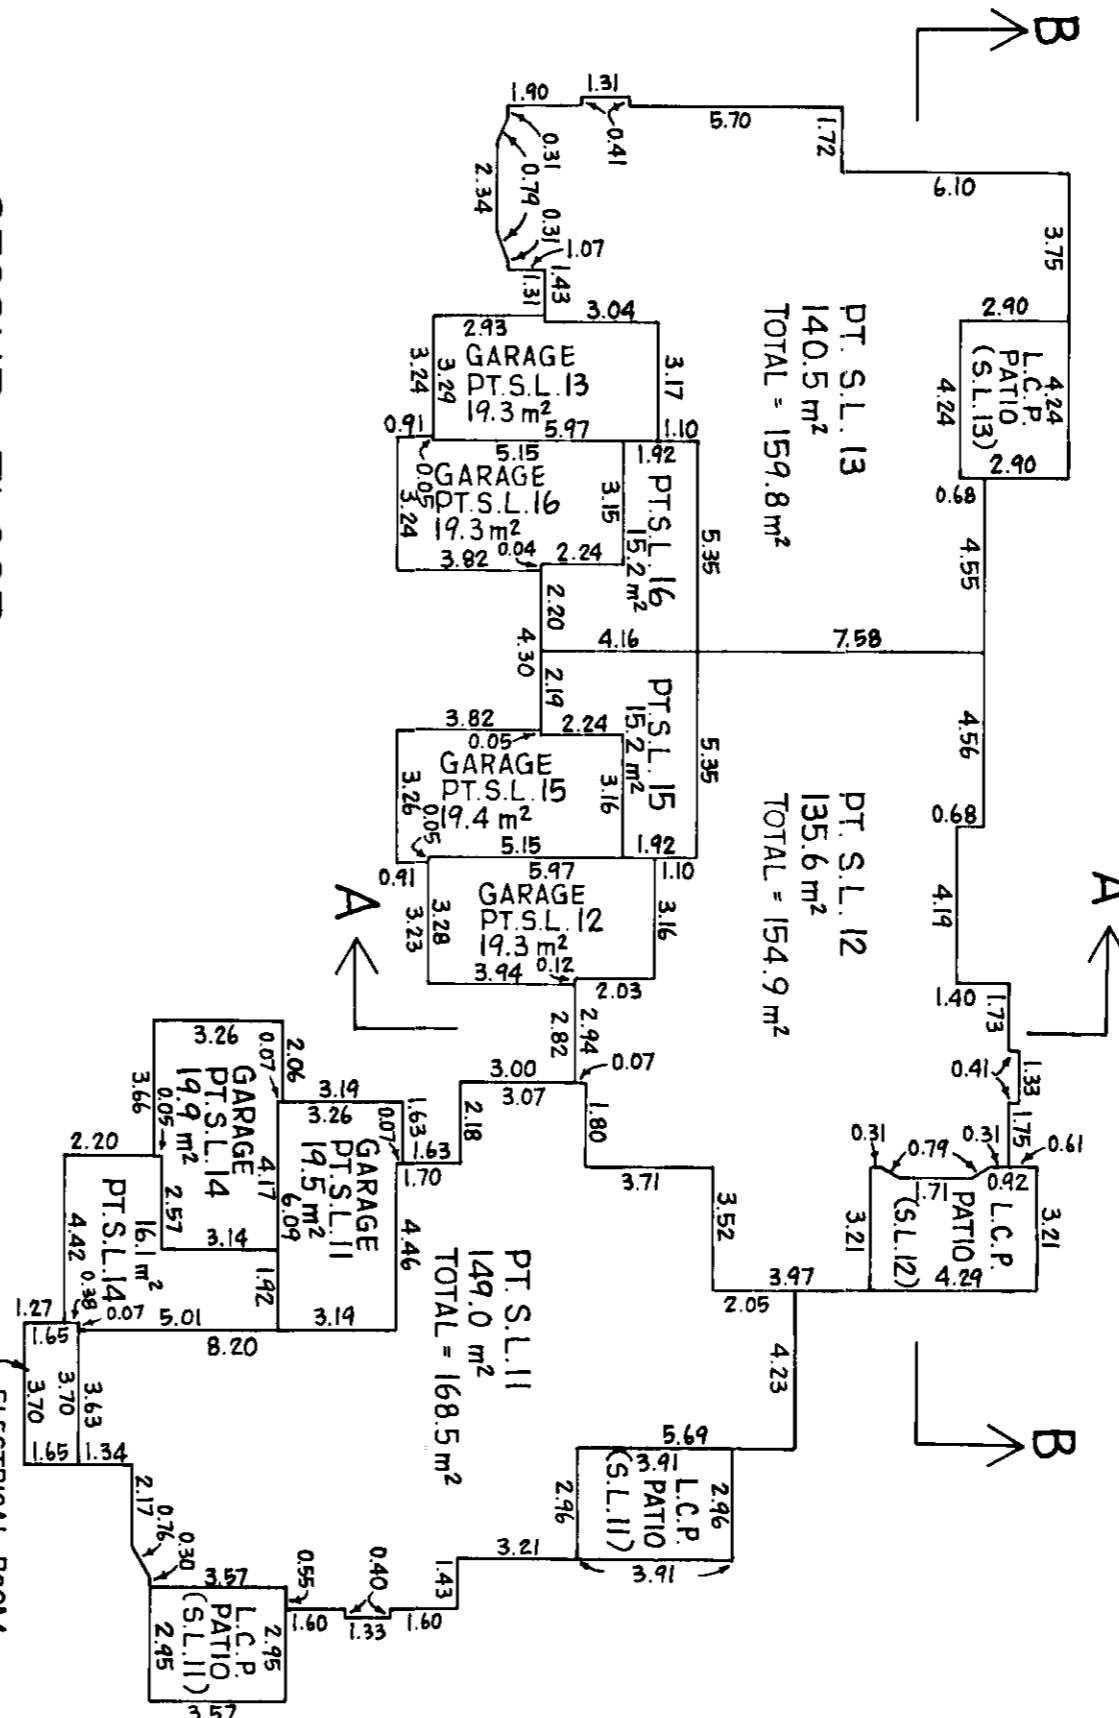 B
1.90
1.31
0.41
5.70
1.72
6.10
3.75
0.31
0.79
2.34
0.31
1.07
1.31
1.43
3.04
2.93
3.24
3.29
GARAGE
PT.S.L.13
19.3 m²
3.17
5.97
1.10
PT. S.L. 13
140.5 m²
TOTAL = 159.8 m²
2.90
4.24
L.C.P.
PATIO
(S.L.13)
4.24
2.90
0.68
4.55
0.91
0.05
5.15
1.92
GARAGE
PT.S.L.16
19.3 m²
3.24
3.15
3.82
0.04
2.24
PT.S.L. 16
15.2 m²
5.35
2.20
4.30
4.16
7.58
2.19
3.82
0.05
2.24
GARAGE
PT.S.L.15
19.4 m²
3.26
0.05
3.16
5.15
1.92
PT.S.L. 15
15.2 m²
5.35
4.56
0.68
PT. S.L. 12
135.6 m²
TOTAL = 154.9 m²
4.19
0.91
5.97
1.10
GARAGE
PT.S.L. 12
19.3 m²
3.23
3.28
3.16
3.94
0.12
2.03
A
A
1.40
1.73
0.41
1.33
1.75
0.61
0.31
0.79
0.31
1.71
0.92
L.C.P.
PATIO
(S.L.12)
3.21
3.21
4.29
2.82
2.94
0.07
3.00
3.07
2.18
1.80
3.71
3.52
3.97
2.05
4.23
3.26
2.06
0.07
3.19
3.26
1.63
0.07
1.63
1.70
GARAGE
PT.S.L.14
19.9 m²
3.66
0.05
4.17
2.20
2.57
3.14
1.92
GARAGE
PT.S.L.11
19.5 m²
6.09
4.46
3.19
PT.S.L.14
16.1 m²
4.42
0.38
0.07
1.27
1.65
5.01
8.20
PT. S.L.11
149.0 m²
TOTAL = 168.5 m²
3.70
3.70
3.63
1.65
1.34
2.17
0.76
0.30
3.57
L.C.P.
PATIO
(S.L.11)
2.95
2.95
3.57
0.55
1.60
0.40
1.33
1.60
1.43
3.21
5.69
3.91
L.C.P.
PATIO
(S.L.11)
2.96
2.96
3.91
B
ELECTRICAL ROOM